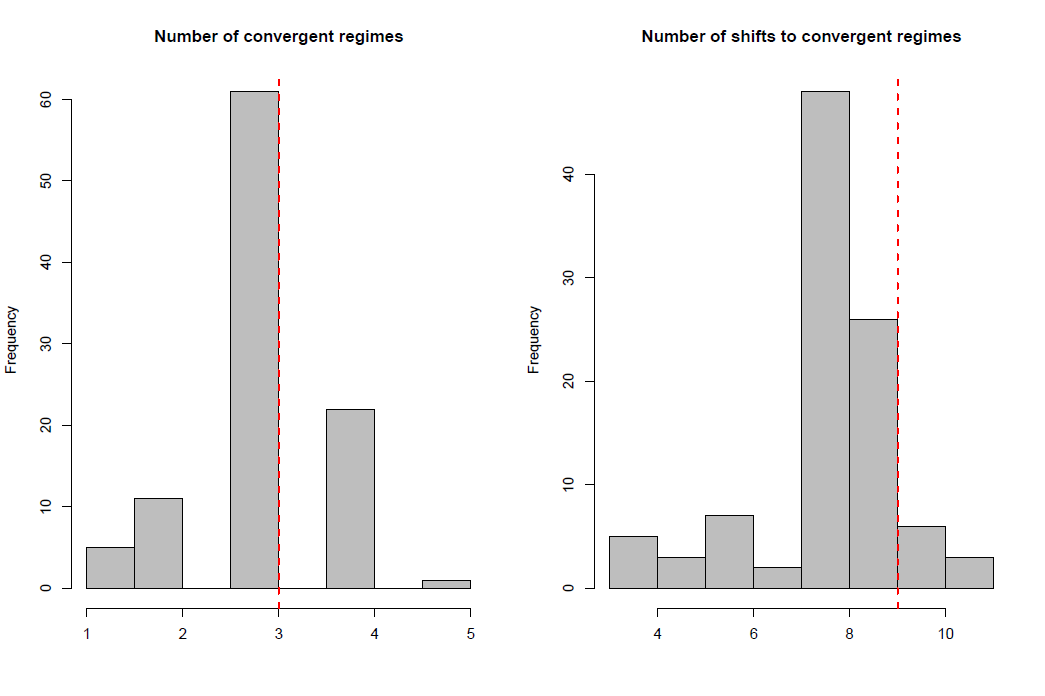 Number of convergent regimes
Frequency
0
10
20
30
40
50
60
1 2 3 4 5
Number of shifts to convergent regimes
Frequency
0
10
20
30
40
4 6 8 10